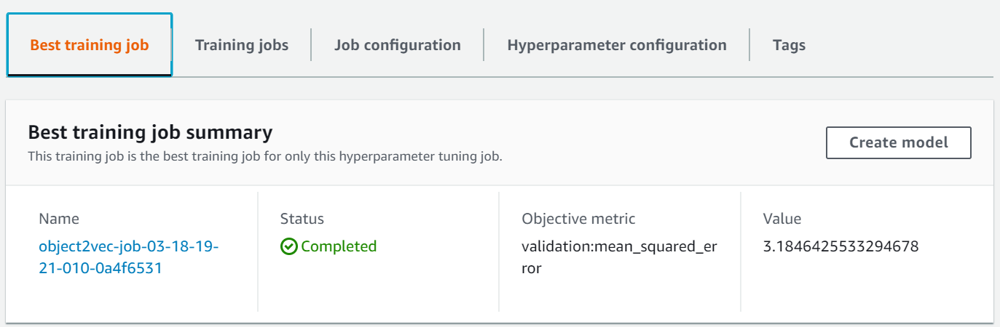 Best training job
Training jobs
Job configuration
Hyperparameter configuration
Tags
Best training job summary
This training job is the best training job for only this hyperparameter tuning job.
Create model
Name
object2vec-job-03-18-19-
21-010-0a4f6531
Status
Completed
Objective metric
validation:mean_squared_er
ror
Value
3.1846425533294678